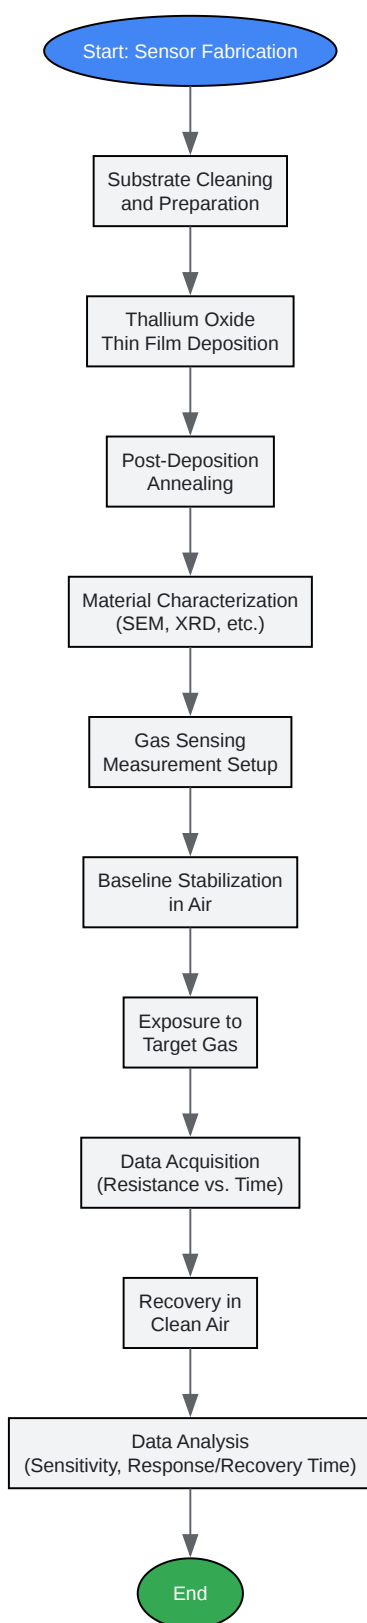 Start: Sensor Fabrication
Substrate Cleaning
and Preparation
Thallium Oxide
Thin Film Deposition
Post-Deposition
Annealing
Material Characterization
(SEM, XRD, etc.)
Gas Sensing
Measurement Setup
Baseline Stabilization
in Air
Exposure to
Target Gas
Data Acquisition
(Resistance vs. Time)
Recovery in
Clean Air
Data Analysis
(Sensitivity, Response/Recovery Time)
End